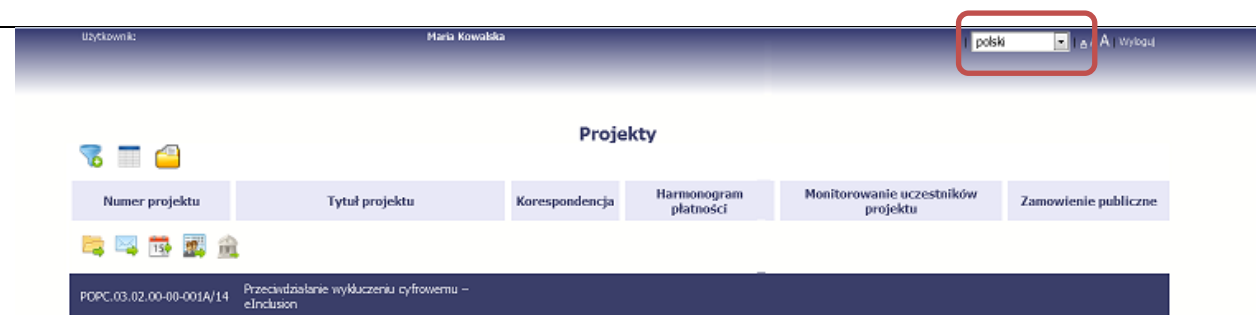 Użytkownik: Maria Kowalska | polski | A A A | Wyloguj
Projekty
Numer projektu Tytuł projektu Korespondencja Harmonogram płatności Monitorowanie uczestników projektu Zamowienie publiczne
15
POPC.03.02.00-00-001A/14 Przeciwdziałanie wykluczeniu cyfrowemu –
eInclusion